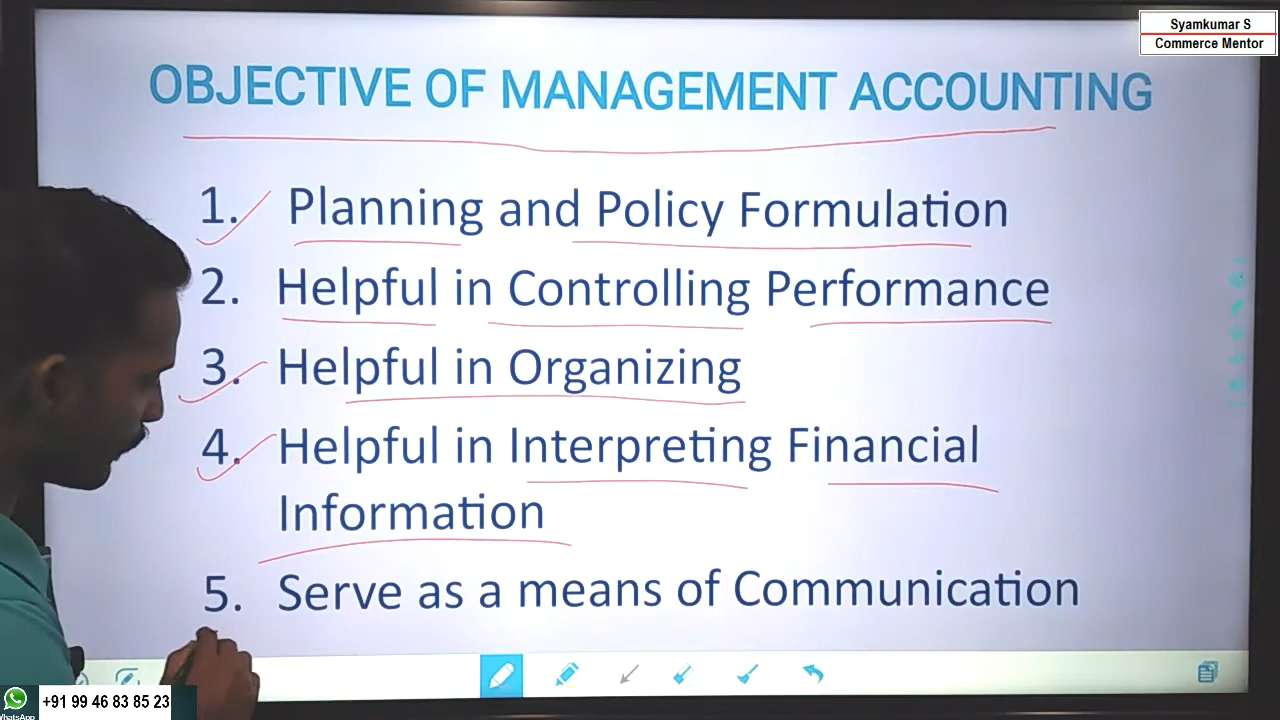 Syamkumar S
Commerce Mentor
OBJECTIVE OF MANAGEMENT ACCOUNTING
1. Planning and Policy Formulation
2. Helpful in Controlling Performance
3. Helpful in Organizing
4. Helpful in Interpreting Financial
Information
5. Serve as a means of Communication
+91 99 46 83 85 23
WhatsApp